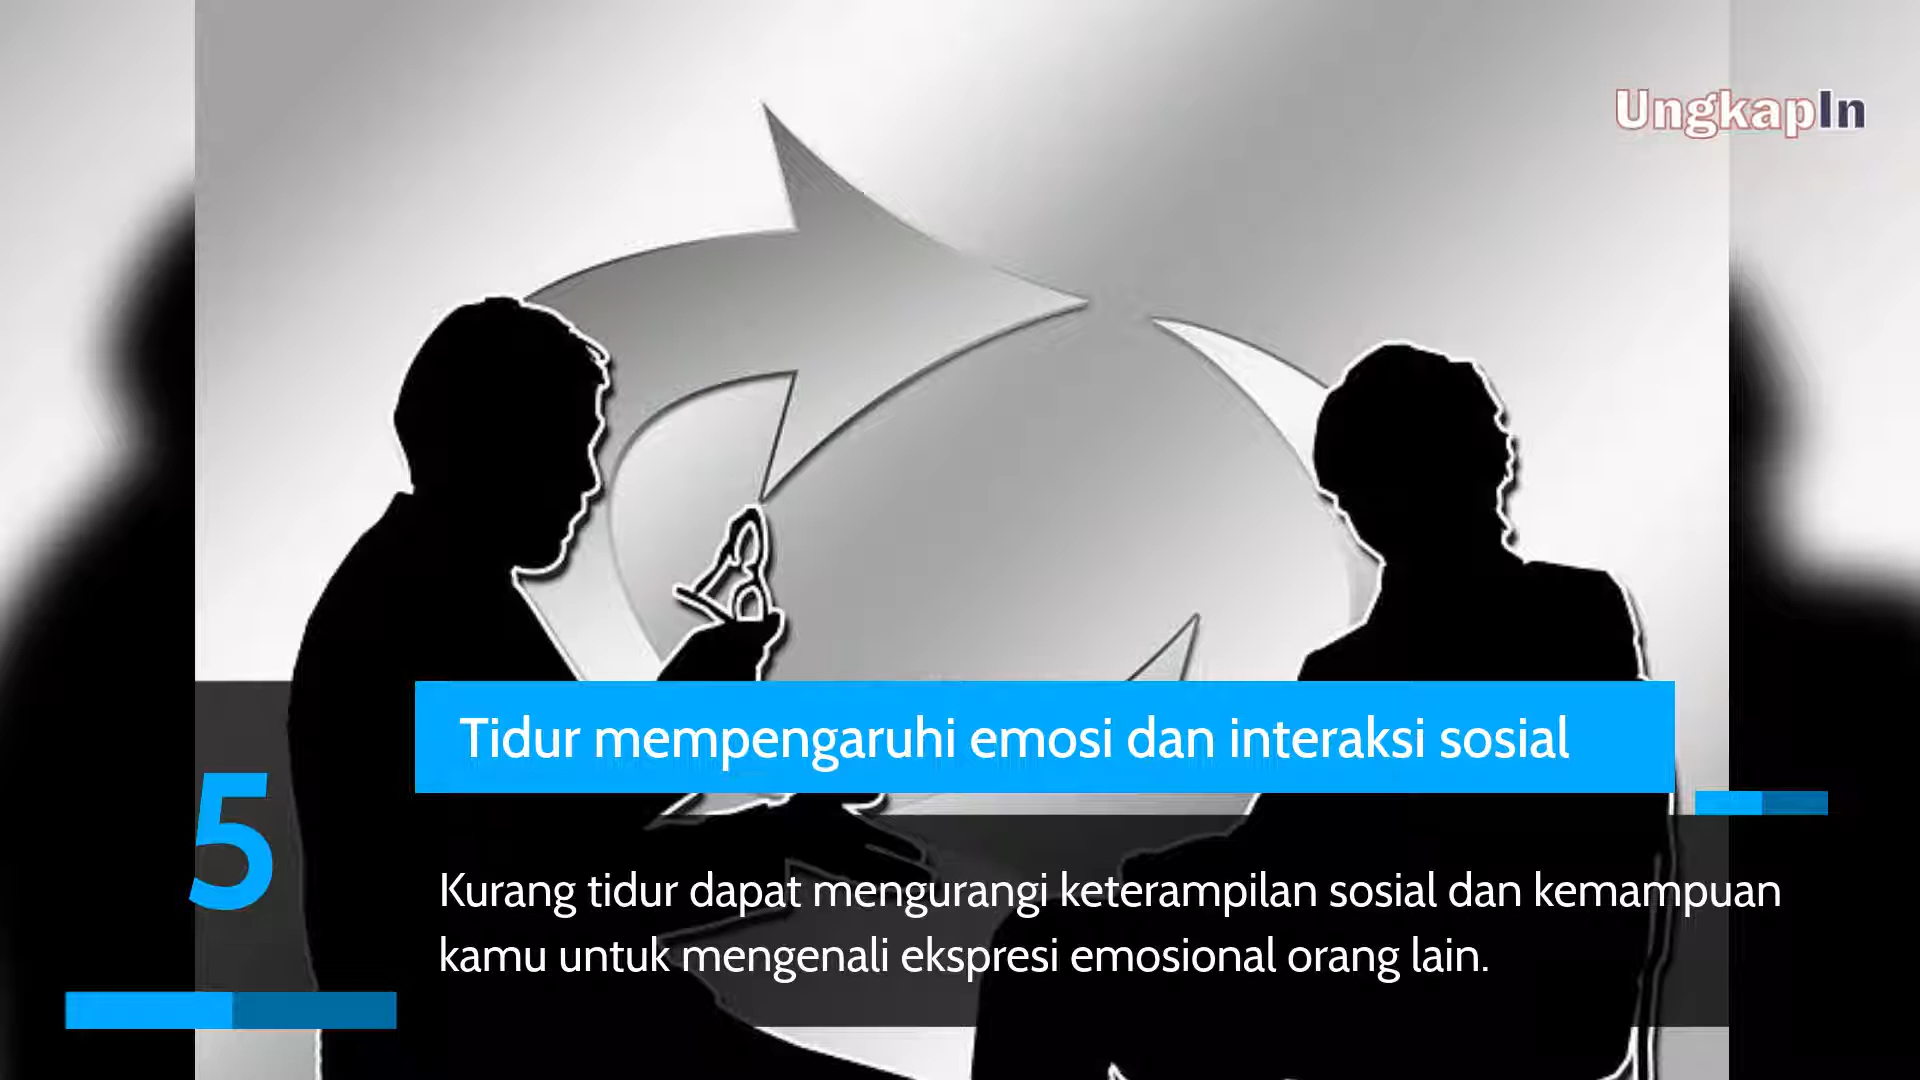 UngkapIn
Tidur mempengaruhi emosi dan interaksi sosial
5
Kurang tidur dapat mengurangi keterampilan sosial dan kemampuan
kamu untuk mengenali ekspresi emosional orang lain.